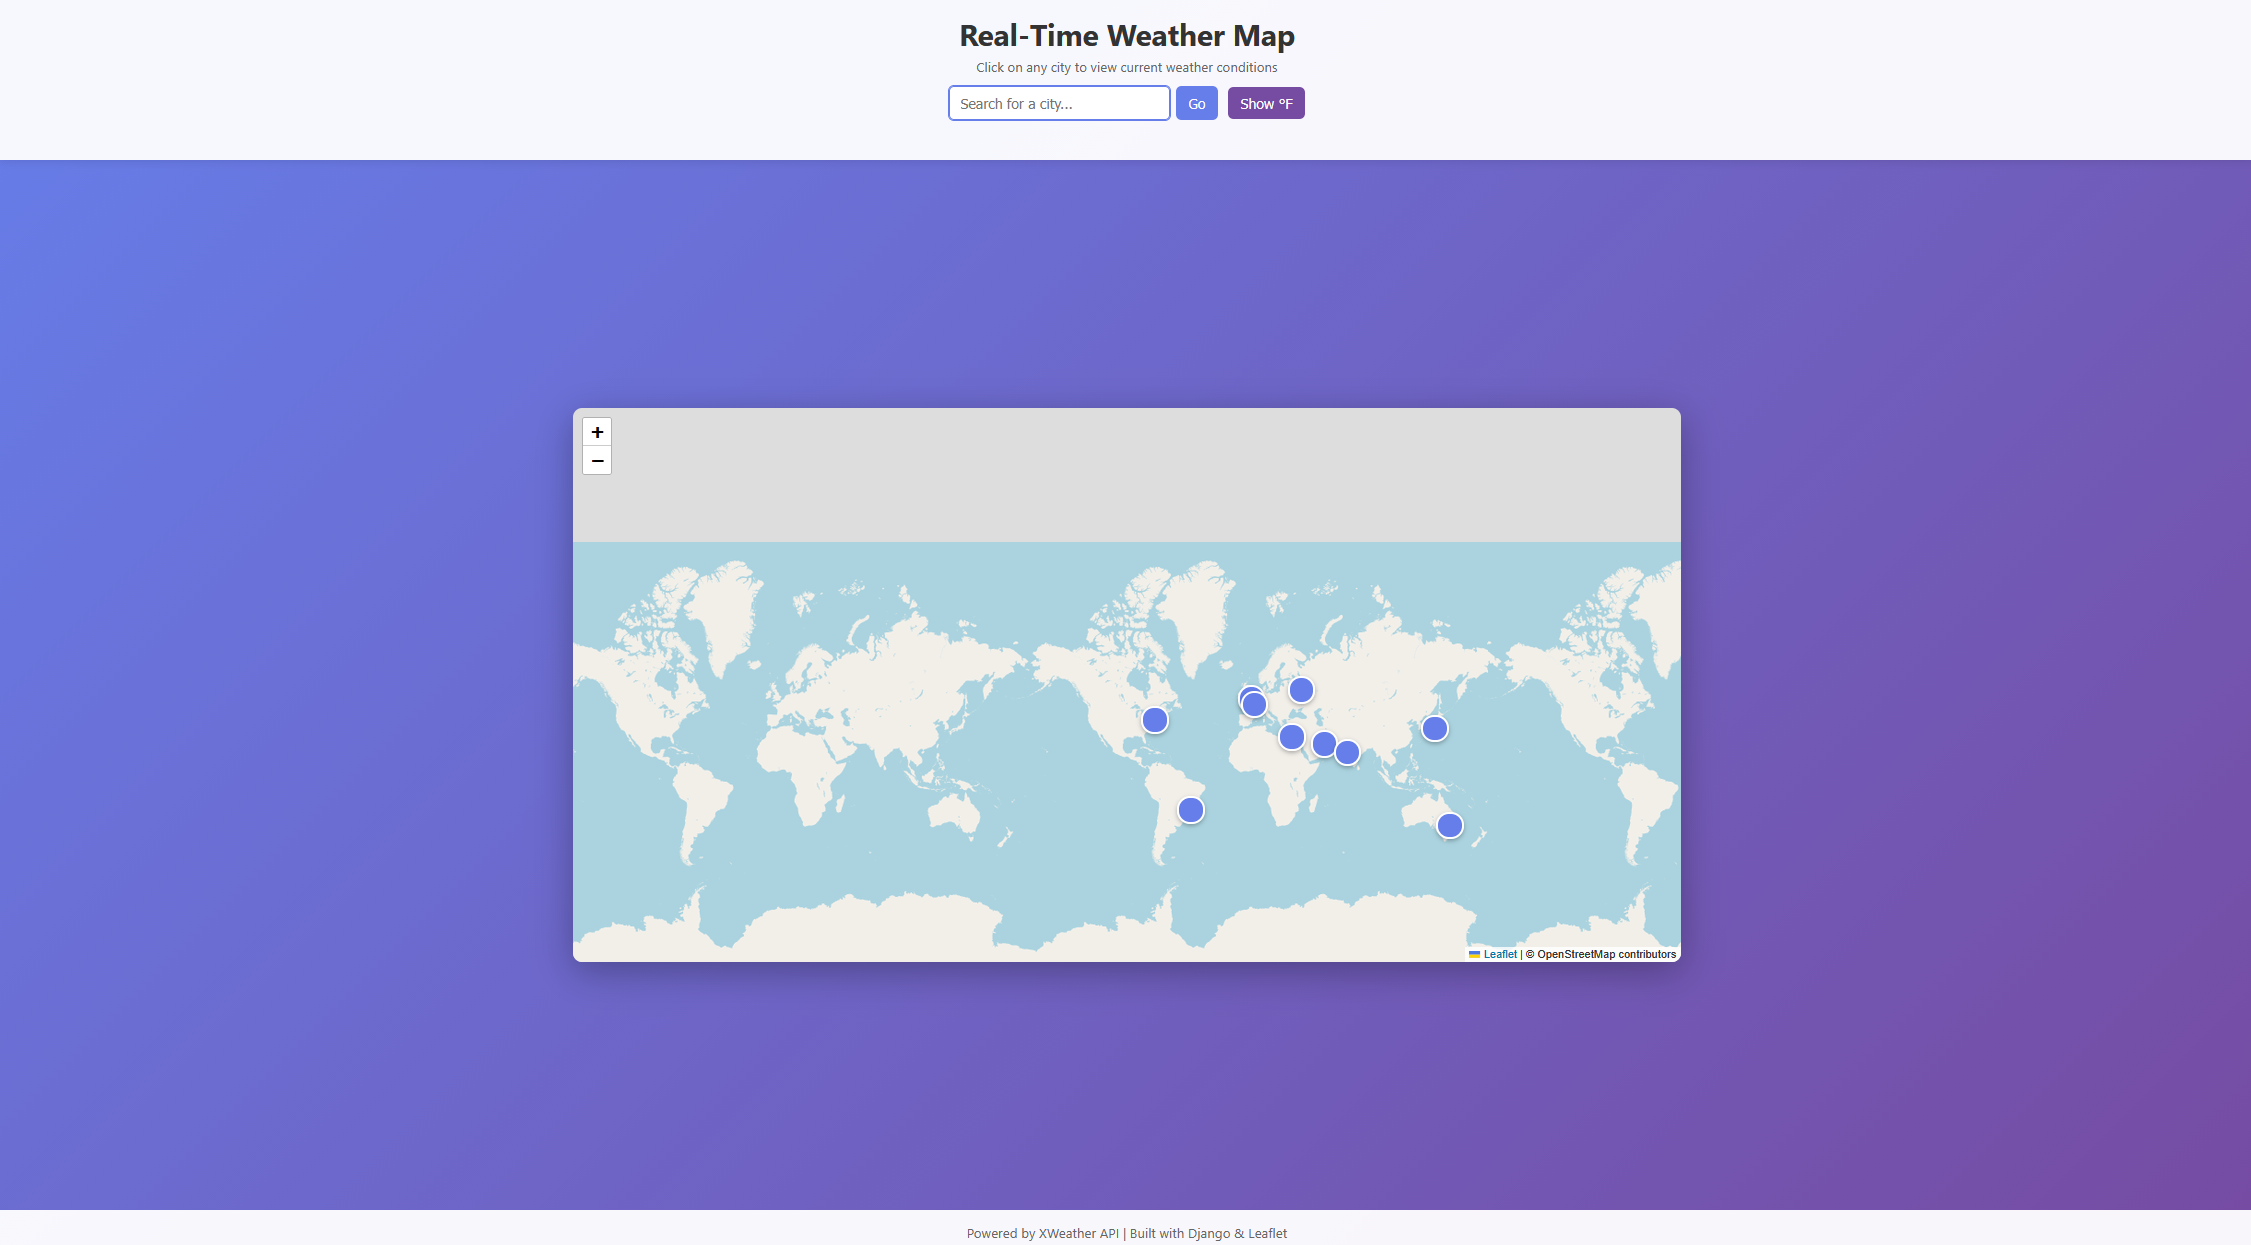 Real-Time Weather Map
Click on any city to view current weather conditions
Search for a city...
Go
Show °F
+
−
Leaflet | © OpenStreetMap contributors
Powered by XWeather API | Built with Django & Leaflet